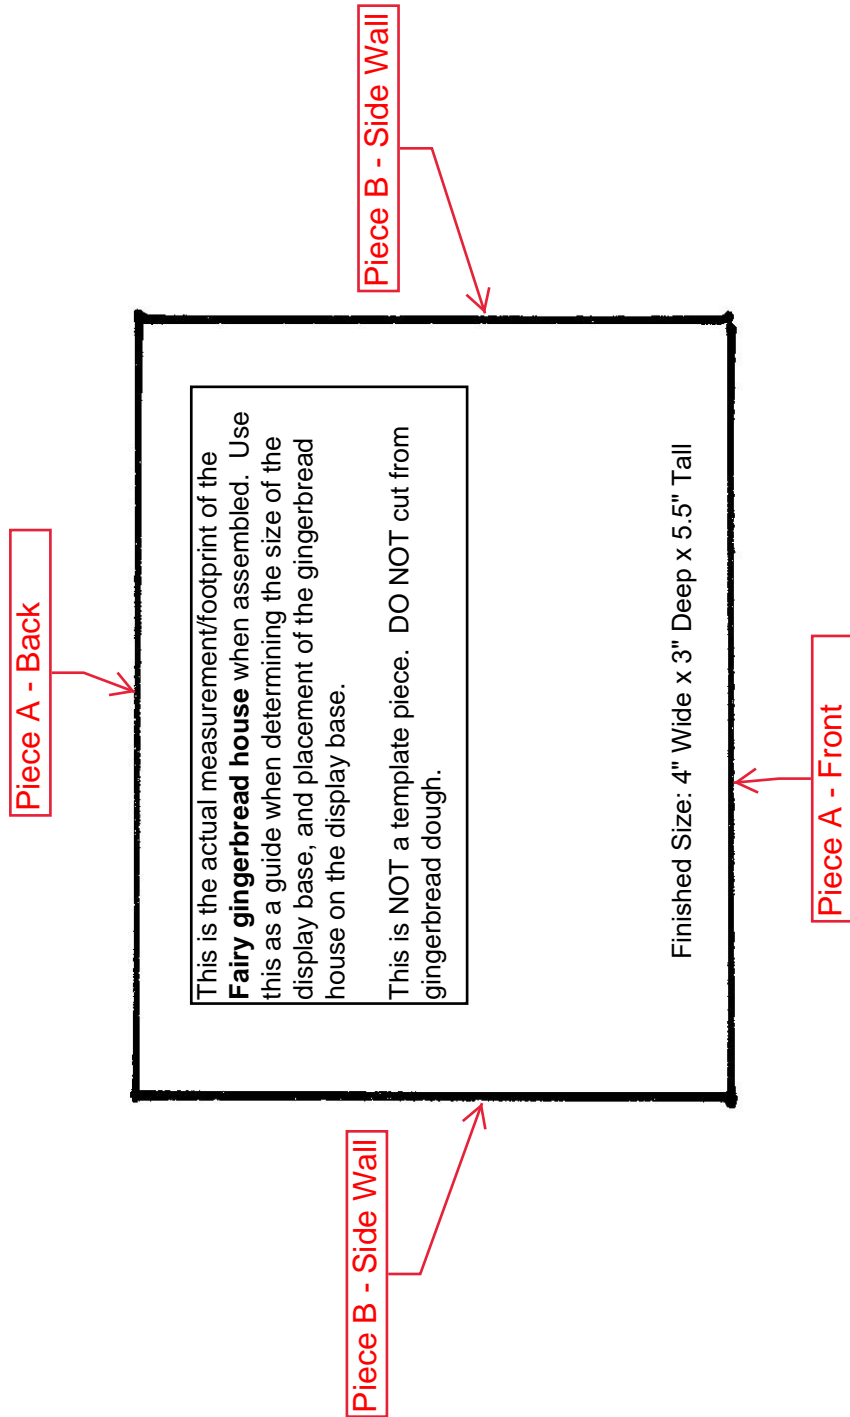 Piece A - Back
Piece B - Side Wall
Piece B - Side Wall
This is the actual measurement/footprint of the
Fairy gingerbread house when assembled.  Use
this as a guide when determining the size of the
display base, and placement of the gingerbread
house on the display base.
This is NOT a template piece.  DO NOT cut from
gingerbread dough.
Finished Size: 4" Wide x 3" Deep x 5.5" Tall
Piece A - Front